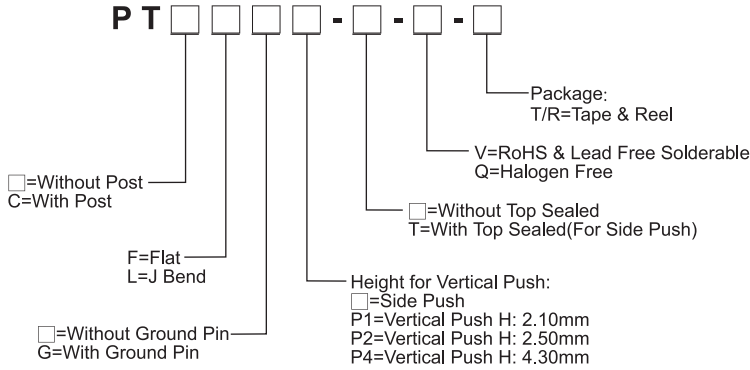 PT□□□□-□-□-□
Package:
T/R=Tape & Reel
V=RoHS & Lead Free Solderable
Q=Halogen Free
□=Without Post
C=With Post
□=Without Top Sealed
T=With Top Sealed(For Side Push)
F=Flat
L=J Bend
Height for Vertical Push:
□=Side Push
P1=Vertical Push H: 2.10mm
P2=Vertical Push H: 2.50mm
P4=Vertical Push H: 4.30mm
□=Without Ground Pin
G=With Ground Pin